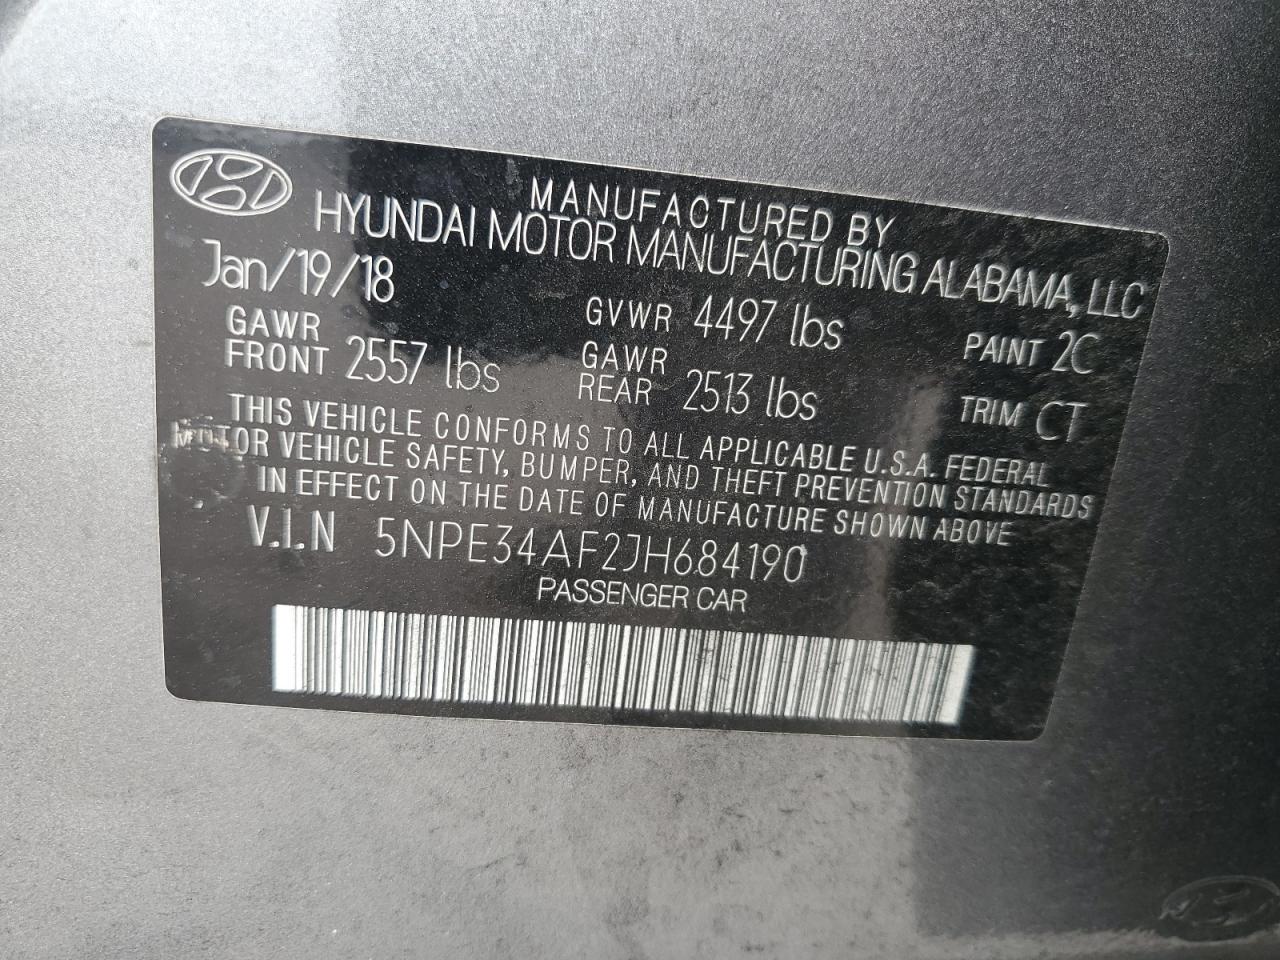 MANUFACTURED BY
HYUNDAI MOTOR MANUFACTURING ALABAMA, LLC
Jan/19/18
GAWR FRONT 2557 lbs
GVWR 4497 lbs
GAWR REAR 2513 lbs
PAINT 2C
TRIM CT
THIS VEHICLE CONFORMS TO ALL APPLICABLE U.S.A. FEDERAL
MOTOR VEHICLE SAFETY, BUMPER, AND THEFT PREVENTION STANDARDS
IN EFFECT ON THE DATE OF MANUFACTURE SHOWN ABOVE
V.I.N 5NPE34AF2JH684190
PASSENGER CAR